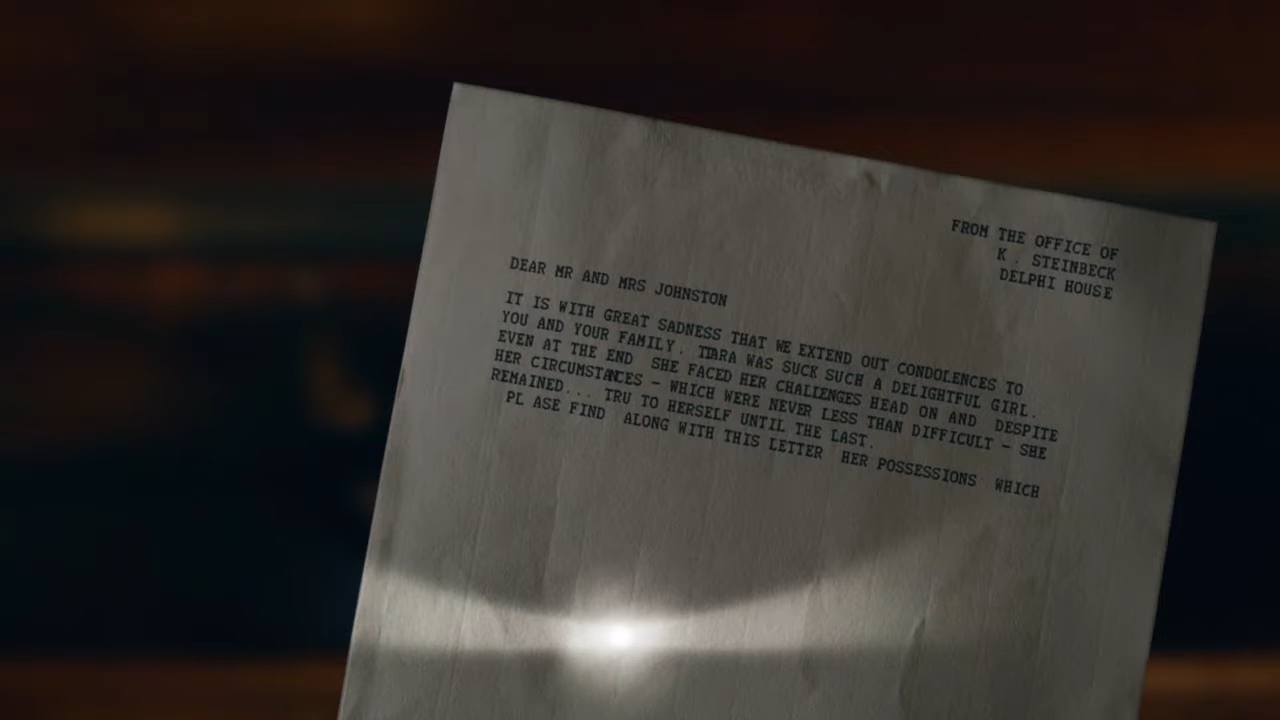 FROM THE OFFICE OF
K . STEINBECK
DELPHI HOUSE
DEAR MR AND MRS JOHNSTON
IT IS WITH GREAT SADNESS THAT WE EXTEND OUT CONDOLENCES TO
YOU AND YOUR FAMILY. TIARA WAS SUCK SUCH A DELIGHTFUL GIRL.
EVEN AT THE END SHE FACED HER CHALLENGES HEAD ON AND DESPITE
HER CIRCUMSTANCES - WHICH WERE NEVER LESS THAN DIFFICULT - SHE
REMAINED... TRU TO HERSELF UNTIL THE LAST.
PL ASE FIND ALONG WITH THIS LETTER HER POSSESSIONS WHICH